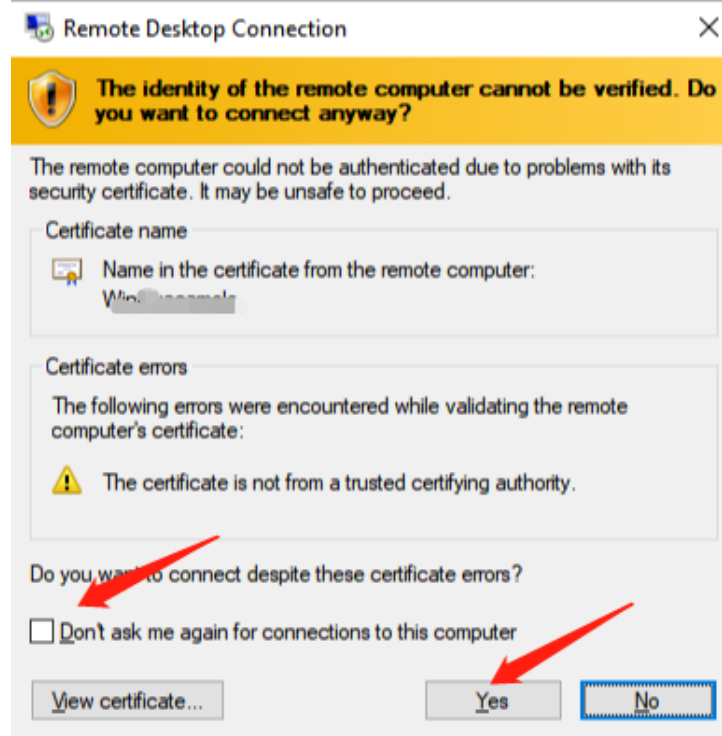 Remote Desktop Connection
The identity of the remote computer cannot be verified. Do
you want to connect anyway?
The remote computer could not be authenticated due to problems with its
security certificate. It may be unsafe to proceed.
Certificate name
Name in the certificate from the remote computer:
Certificate errors
The following errors were encountered while validating the remote
computer's certificate:
The certificate is not from a trusted certifying authority.
Do you want to connect despite these certificate errors?
Don't ask me again for connections to this computer
View certificate...
Yes
No